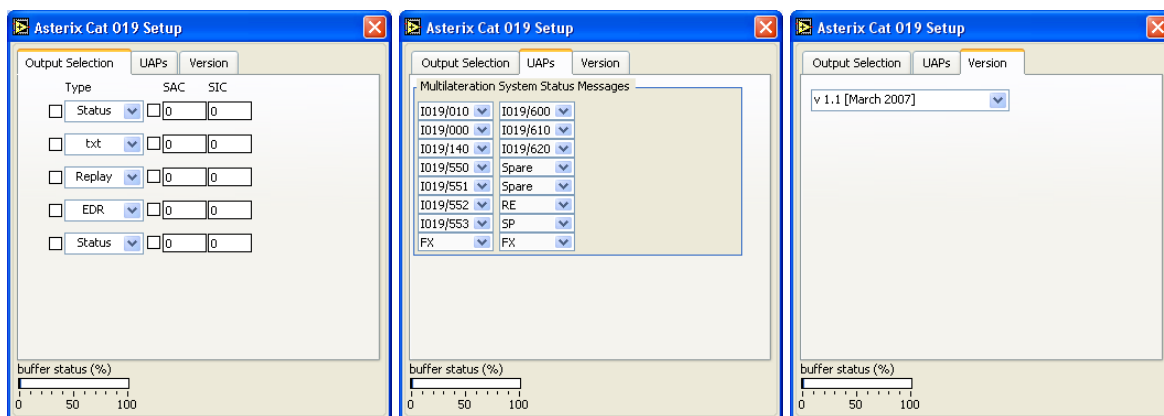 Asterix Cat 019 Setup
Output Selection UAPs Version
Type SAC SIC
Status 0 0
txt 0 0
Replay 0 0
EDR 0 0
Status 0 0
buffer status (%)
0 50 100
Asterix Cat 019 Setup
Output Selection UAPs Version
Multilateration System Status Messages
I019/010 I019/600
I019/000 I019/610
I019/140 I019/620
I019/550 Spare
I019/551 Spare
I019/552 RE
I019/553 SP
FX FX
buffer status (%)
0 50 100
Asterix Cat 019 Setup
Output Selection UAPs Version
v 1.1 [March 2007]
buffer status (%)
0 50 100